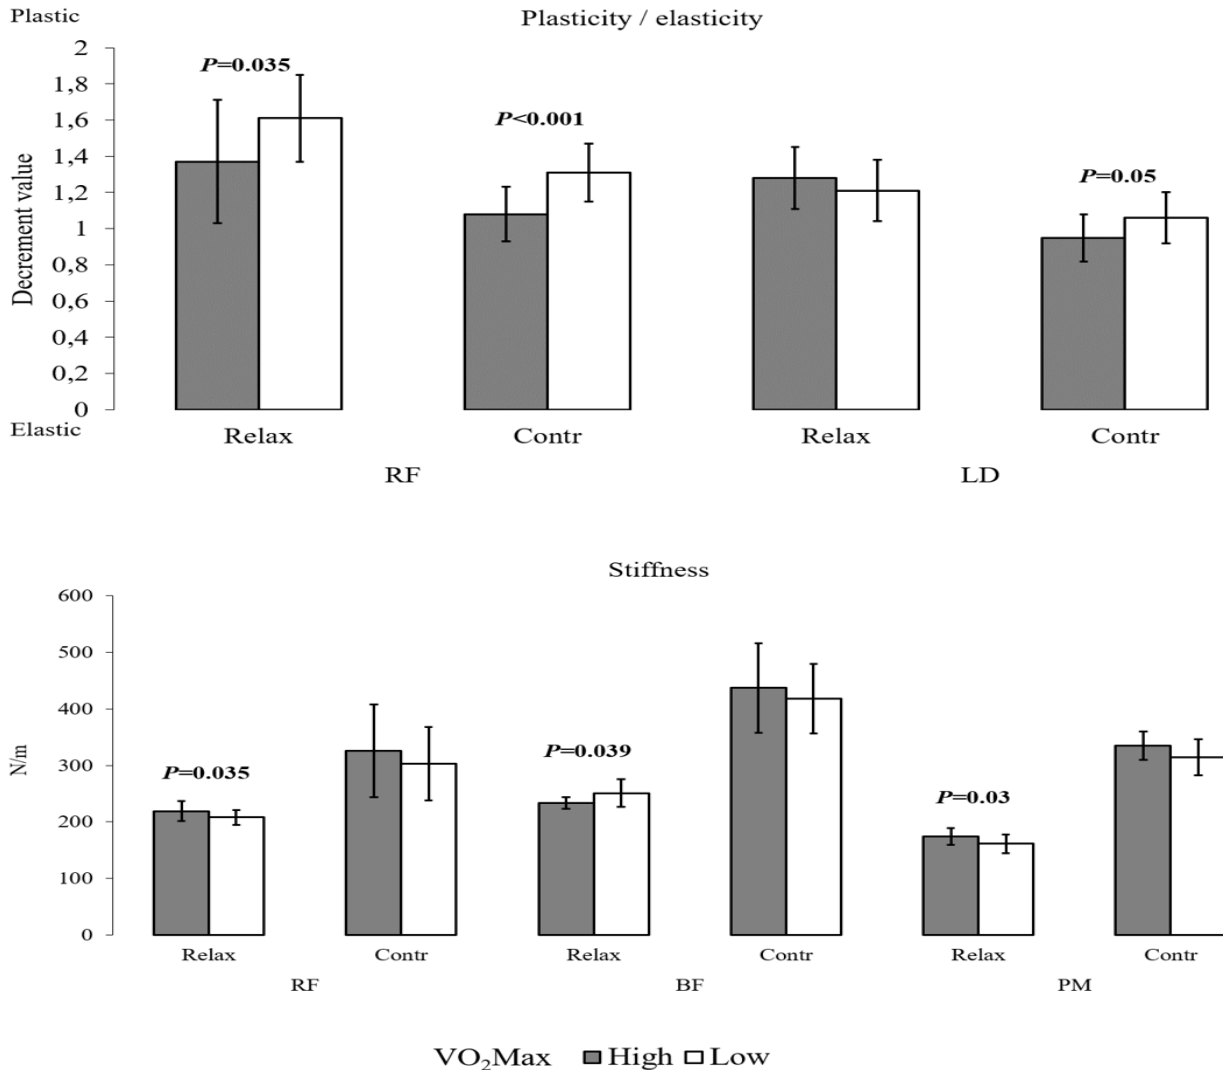 Plastic
Plasticity / elasticity
2
1,8
1,6
1,4
1,2
1
0,8
0,6
0,4
0,2
0
Decrement value
P=0.035
P<0.001
P=0.05
Elastic
Relax Contr Relax Contr
RF LD
Stiffness
600
500
400
300
200
100
0
N/m
P=0.035
P=0.039
P=0.03
Relax Contr Relax Contr Relax Contr
RF BF PM
VO₂Max High Low